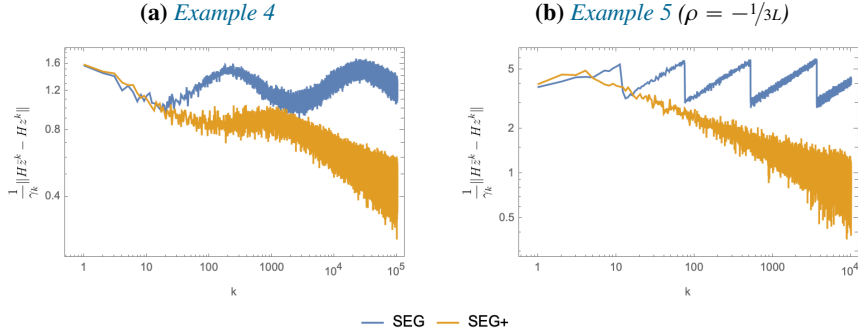 (a) Example 4
(b) Example 5 (ρ = −1/3L)
1/γk ||Hz̄^k − Hz^k||
1.6
1.2
0.8
0.4
1
10
100
1000
10^4
10^5
k
1/γk ||Hz̄^k − Hz^k||
5
2
1
0.5
1
10
100
1000
10^4
k
SEG
SEG+